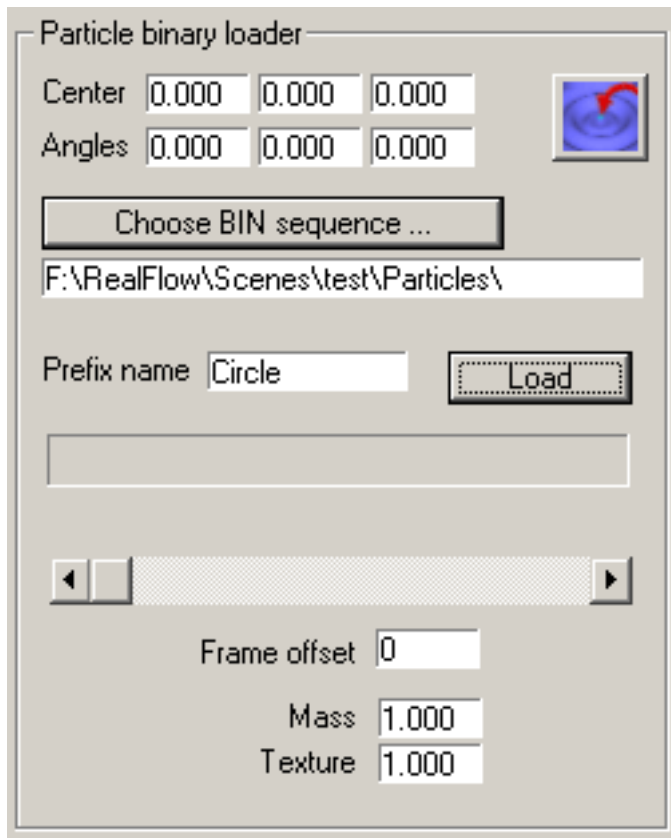 Particle binary loader
Center 0.000 0.000 0.000
Angles 0.000 0.000 0.000
Choose BIN sequence ...
F:\RealFlow\Scenes\test\Particles\
Prefix name Circle Load
Frame offset 0
Mass 1.000
Texture 1.000